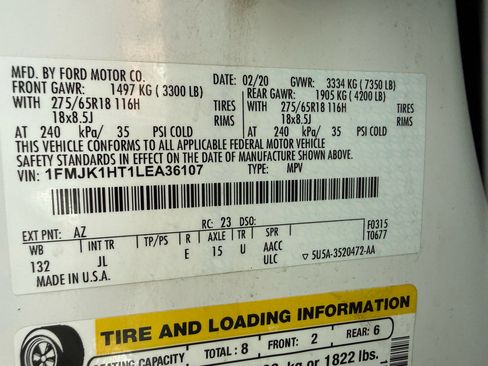 MFD. BY FORD MOTOR CO.
DATE: 02/20 GVWR: 3334 KG (7350 LB)
FRONT GAWR: 1497 KG (3300 LB) REAR GAWR: 1905 KG (4200 LB)
WITH 275/65R18 116H TIRES WITH 275/65R18 116H TIRES
18x8.5J RIMS 18x8.5J RIMS
AT 240 kPa/ 35 PSI COLD AT 240 kPa/ 35 PSI COLD
THIS VEHICLE CONFORMS TO ALL APPLICABLE FEDERAL MOTOR VEHICLE
SAFETY STANDARDS IN EFFECT ON THE DATE OF MANUFACTURE SHOWN ABOVE.
VIN: 1FMJK1HT1LEA36107 TYPE: MPV
EXT PNT: AZ RC: 23 DSO: F0315
WB INT TR TP/PS R AXLE TR SPR T0677
132 JL E 15 U AACC
ULC 5U5A-3520472-AA
MADE IN U.S.A.
TIRE AND LOADING INFORMATION
SEATING CAPACITY TOTAL: 8 FRONT: 2 REAR: 6
kg or 1822 lbs.